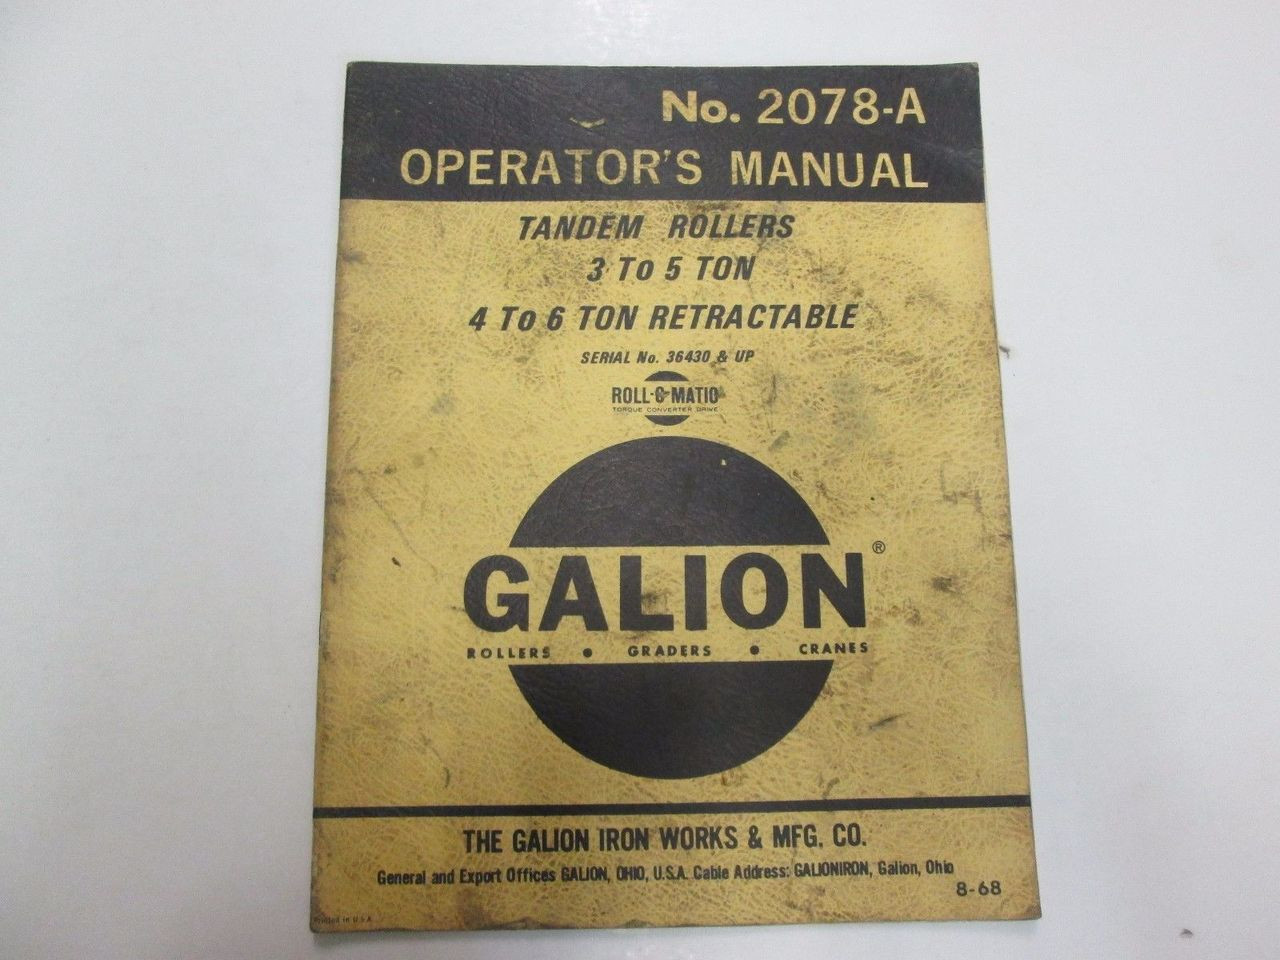 No. 2078-A
OPERATOR'S MANUAL
TANDEM ROLLERS
3 To 5 TON
4 To 6 TON RETRACTABLE
SERIAL No. 36430 & UP
ROLL-O-MATIC
TORQUE CONVERTER DRIVE
GALION®
ROLLERS • GRADERS • CRANES
THE GALION IRON WORKS & MFG. CO.
General and Export Offices GALION, OHIO, U.S.A. Cable Address: GALIONIRON, Galion, Ohio
8-68
Printed in U.S.A.